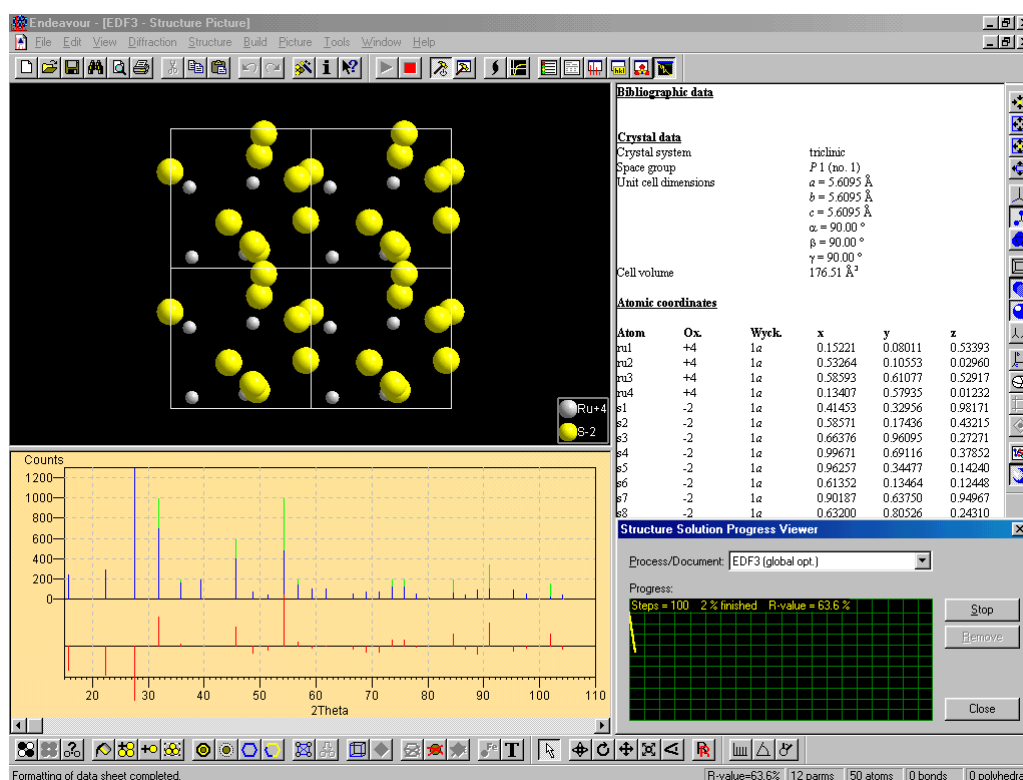 Endeavour - [EDF3 - Structure Picture]
File Edit View Diffraction Structure Build Picture Tools Window Help
Bibliographic data
Crystal data
Crystal system triclinic
Space group P 1 (no. 1)
Unit cell dimensions a = 5.6095 Å
b = 5.6095 Å
c = 5.6095 Å
α = 90.00 °
β = 90.00 °
γ = 90.00 °
Cell volume 176.51 Å³
Atomic coordinates
Atom Ox. Wyck. x y z
ru1 +4 1a 0.15221 0.08011 0.53393
ru2 +4 1a 0.53264 0.10553 0.02960
ru3 +4 1a 0.58593 0.61077 0.52917
ru4 +4 1a 0.13407 0.57935 0.01232
s1 -2 1a 0.41453 0.32956 0.98171
s2 -2 1a 0.58571 0.17436 0.43215
s3 -2 1a 0.66376 0.96095 0.27271
s4 -2 1a 0.99671 0.69116 0.37852
s5 -2 1a 0.96257 0.34477 0.14240
s6 -2 1a 0.61352 0.13464 0.12448
s7 -2 1a 0.90187 0.63750 0.94967
s8 -2 1a 0.63200 0.80526 0.24310
Ru+4
S-2
Counts
1200
1000
800
600
400
200
0
20 30 40 50 60 70 80 90 100 110
2Theta
Structure Solution Progress Viewer
Process/Document: EDF3 (global opt.)
Progress:
Steps = 100 2 % finished R-value = 63.6 %
Stop
Remove
Close
Formatting of data sheet completed.
R-value=63.6% 12 parms 50 atoms 0 bonds 0 polyhedra